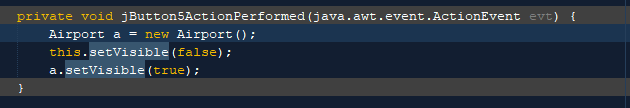 private void jButton5ActionPerformed(java.awt.event.ActionEvent evt) {
    Airport a = new Airport();
    this.setVisible(false);
    a.setVisible(true);
}